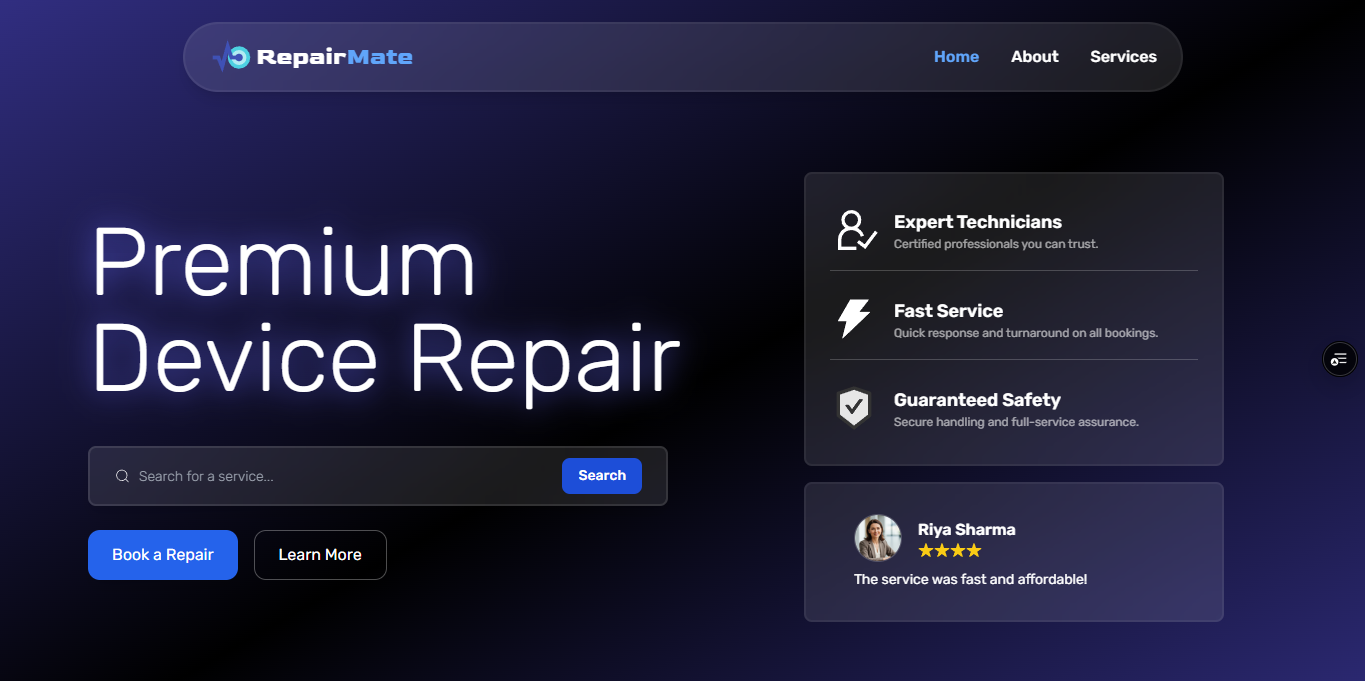 RepairMate
Home
About
Services
Premium
Device Repair
Search for a service...
Search
Book a Repair
Learn More
Expert Technicians
Certified professionals you can trust.
Fast Service
Quick response and turnaround on all bookings.
Guaranteed Safety
Secure handling and full-service assurance.
Riya Sharma
The service was fast and affordable!